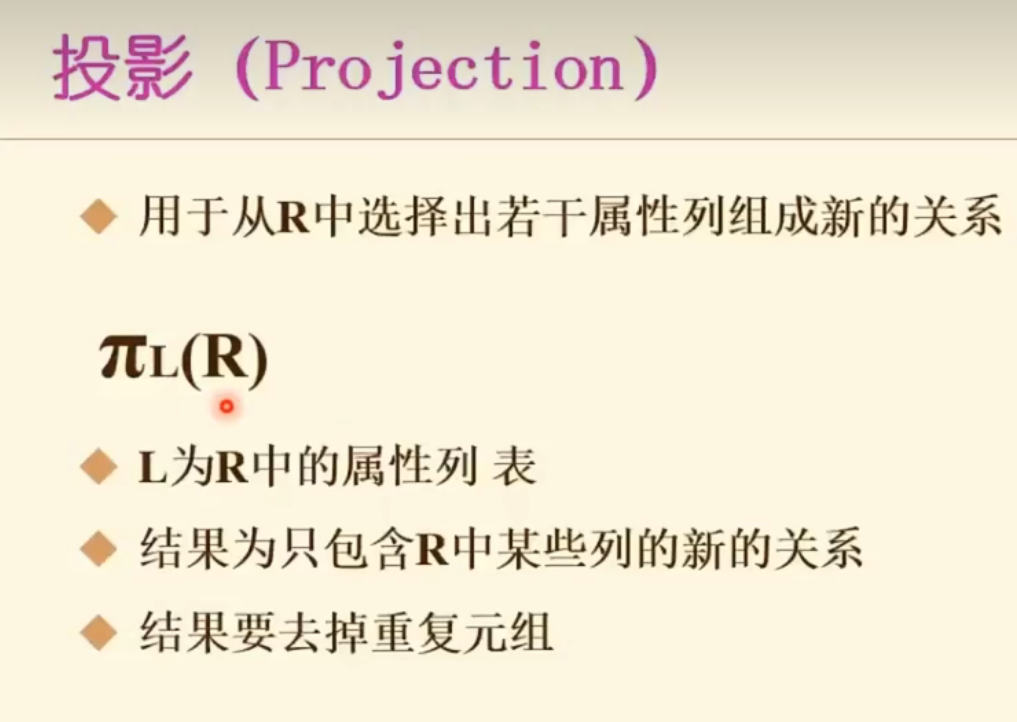 投影 (Projection)
用于从R中选择出若干属性列组成新的关系
πL(R)
L为R中的属性列 表
结果为只包含R中某些列的新的关系
结果要去掉重复元组